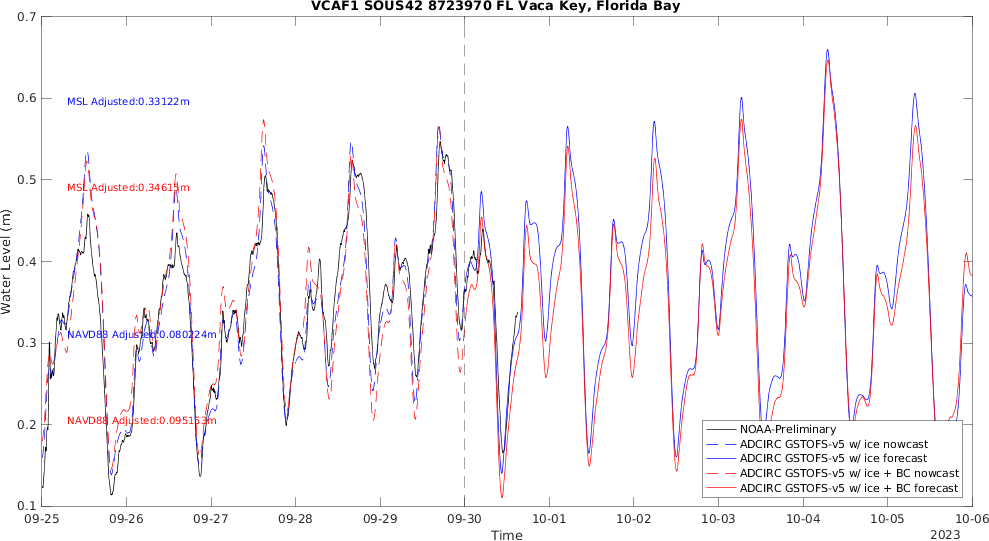 VCAF1 SOUS42 8723970 FL Vaca Key, Florida Bay
Water Level (m)
0.7
0.6
0.5
0.4
0.3
0.2
0.1
MSL Adjusted:0.33122m
MSL Adjusted:0.34615m
NAVD88 Adjusted:0.080224m
NAVD88 Adjusted:0.095153m
NOAA-Preliminary
ADCIRC GSTOFS-v5 w/ ice nowcast
ADCIRC GSTOFS-v5 w/ ice forecast
ADCIRC GSTOFS-v5 w/ ice + BC nowcast
ADCIRC GSTOFS-v5 w/ ice + BC forecast
09-25 09-26 09-27 09-28 09-29 09-30 10-01 10-02 10-03 10-04 10-05 10-06
Time
2023